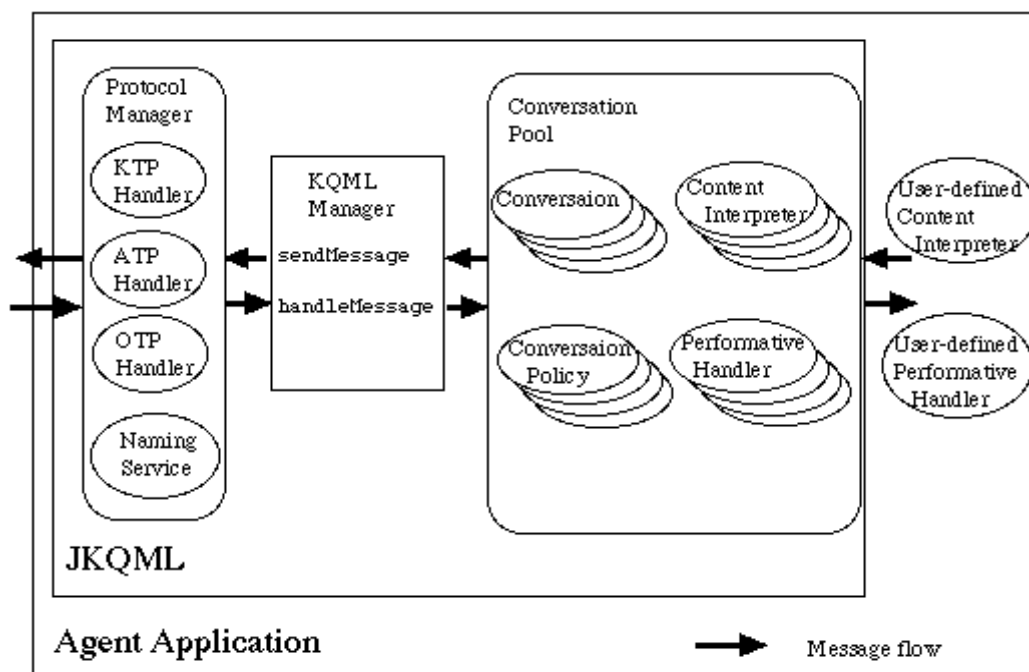 Protocol
Manager
KTP
Handler
ATP
Handler
OTP
Handler
Naming
Service
KQML
Manager
sendMessage
handleMessage
Conversation
Pool
Conversaion
Content
Interpreter
Conversaion
Policy
Performative
Handler
User-defined
Content
Interpreter
User-defined
Performative
Handler
JKQML
Agent Application
Message flow